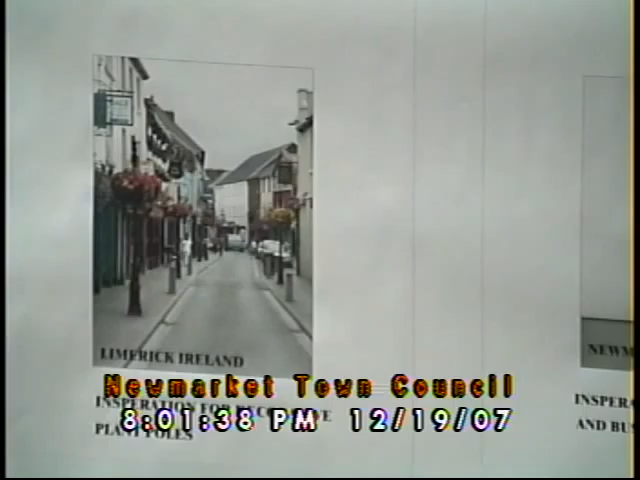 LIMERICK IRELAND
NEWM
Newmarket Town Council
INSPERATION FOR
INSPERA
8:01:38 PM 12/19/07
PLANT POLES
AND BU